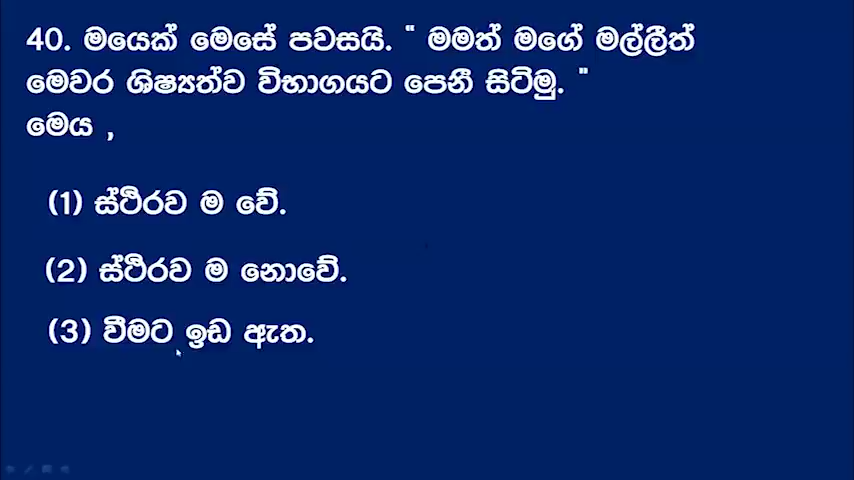 40. මයෙක් මෙසේ පවසයි. " මමත් මගේ මල්ලීත්
මෙවර ශිෂ්‍යත්ව විභාගයට පෙනී සිටිමු. "
මෙය ,
(1) ස්ථිරව ම වේ.
(2) ස්ථිරව ම නොවේ.
(3) වීමට ඉඩ ඇත.